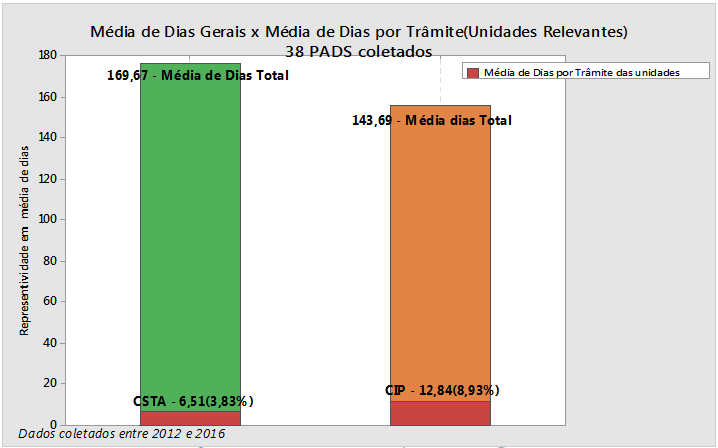 Média de Dias Gerais x Média de Dias por Trâmite(Unidades Relevantes)
38 PADS coletados
Média de Dias por Trâmite das unidades
Representividade em média de dias
180
160
140
120
100
80
60
40
20
0
169,67 - Média de Dias Total
143,69 - Média dias Total
CSTA - 6,51(3,83%)
CIP - 12,84(8,93%)
Dados coletados entre 2012 e 2016